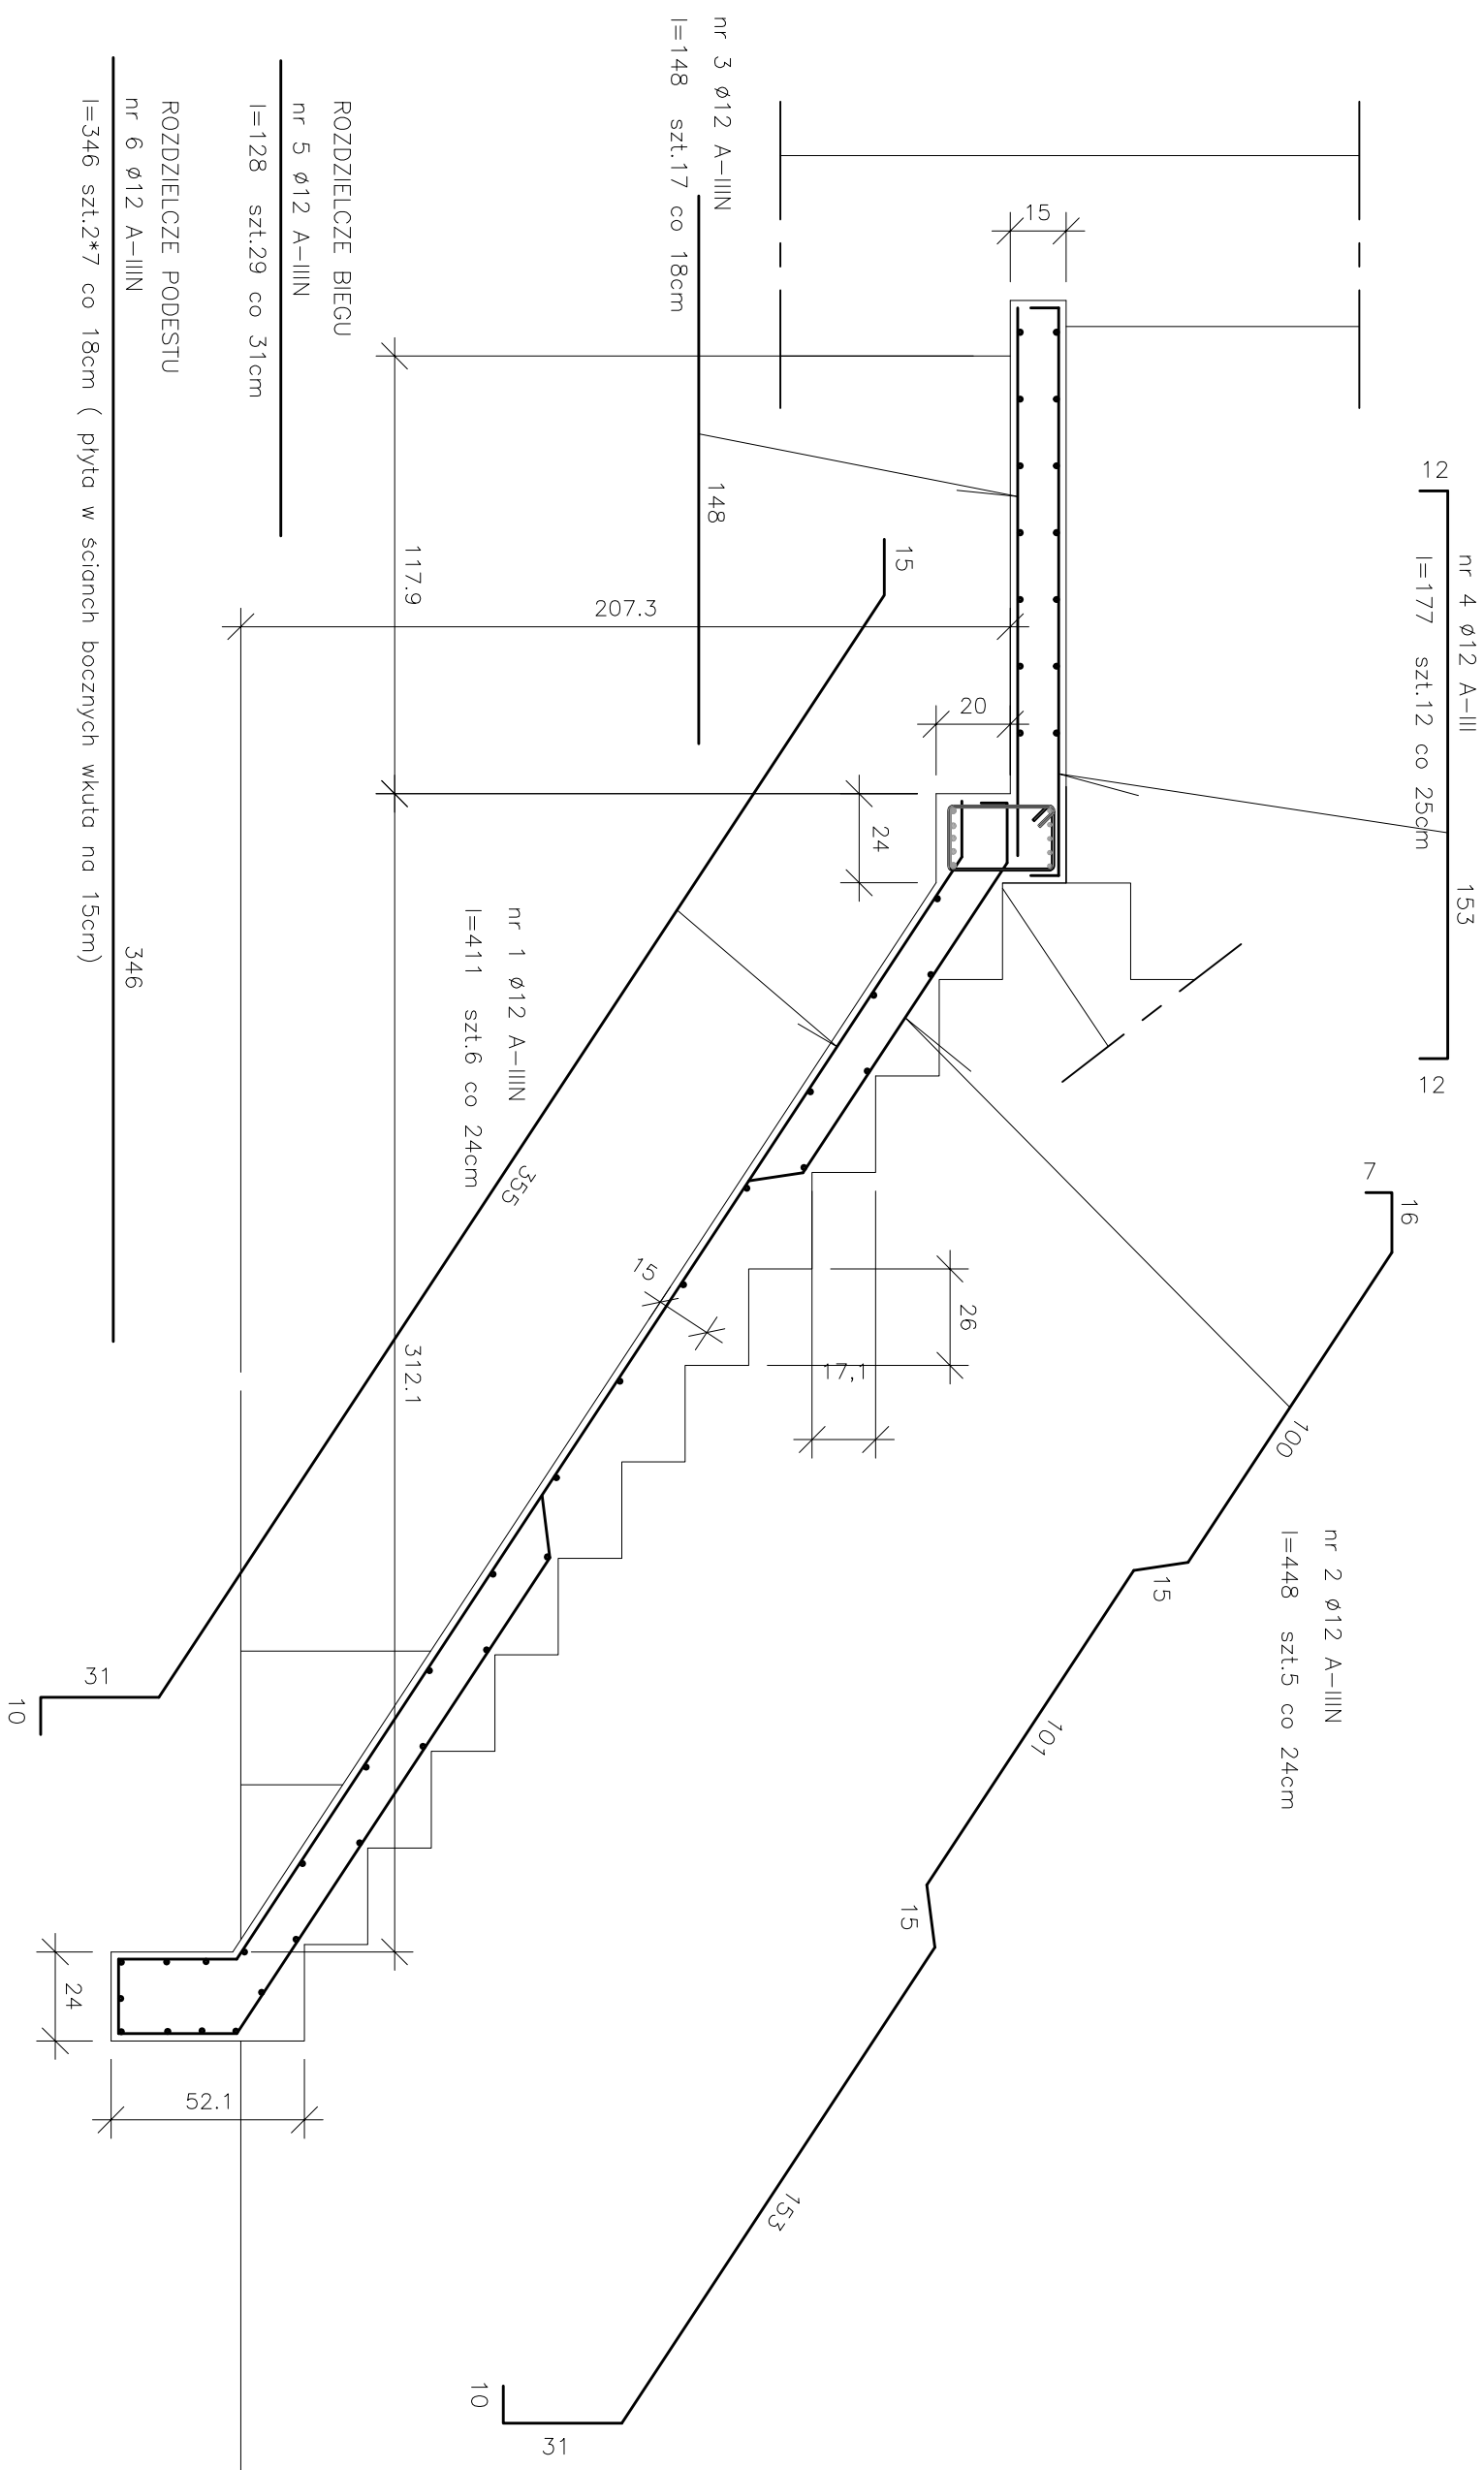 nr 4 ø12 A-III
l=177 szt.12 co 25cm
12
153
12
nr 3 ø12 A-IIIN
l=148 szt.17 co 18cm
148
15
20
24
117.9
207.3
312.1
15
355
31
10
nr 1 ø12 A-IIIN
l=411 szt.6 co 24cm
7
16
100
15
101
15
153
31
10
nr 2 ø12 A-IIIN
l=448 szt.5 co 24cm
26
17,1
15
24
52.1
ROZDZIELCZE BIEGU
nr 5 ø12 A-IIIN
l=128 szt.29 co 31cm
ROZDZIELCZE PODESTU
nr 6 ø12 A-IIIN
346
l=346 szt.2*7 co 18cm ( płyta w ścianch bocznych wkuta na 15cm)